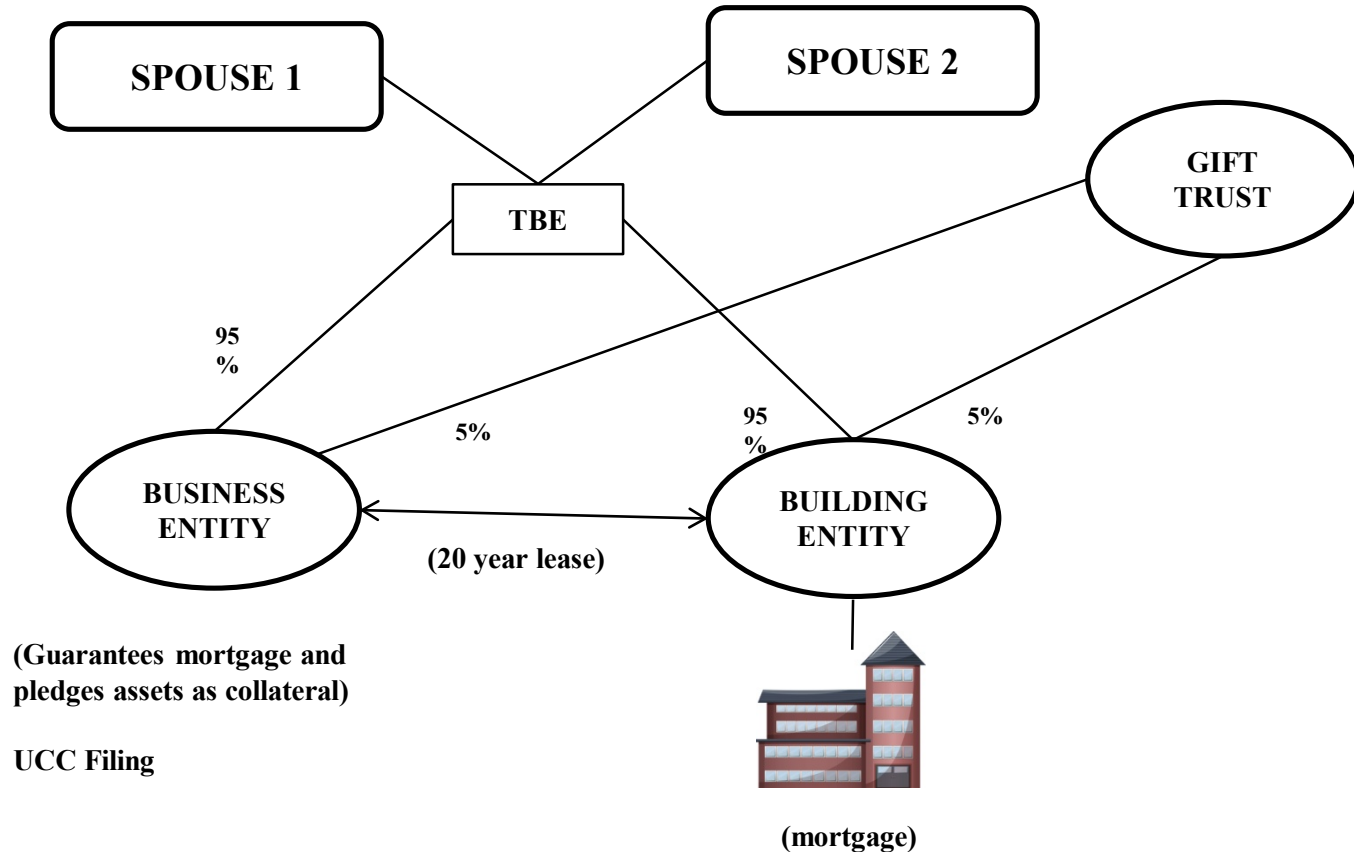 SPOUSE 1
SPOUSE 2
GIFT
TRUST
TBE
95
%
5%
95
%
5%
BUSINESS
ENTITY
BUILDING
ENTITY
(20 year lease)
(Guarantees mortgage and
pledges assets as collateral)
UCC Filing
(mortgage)